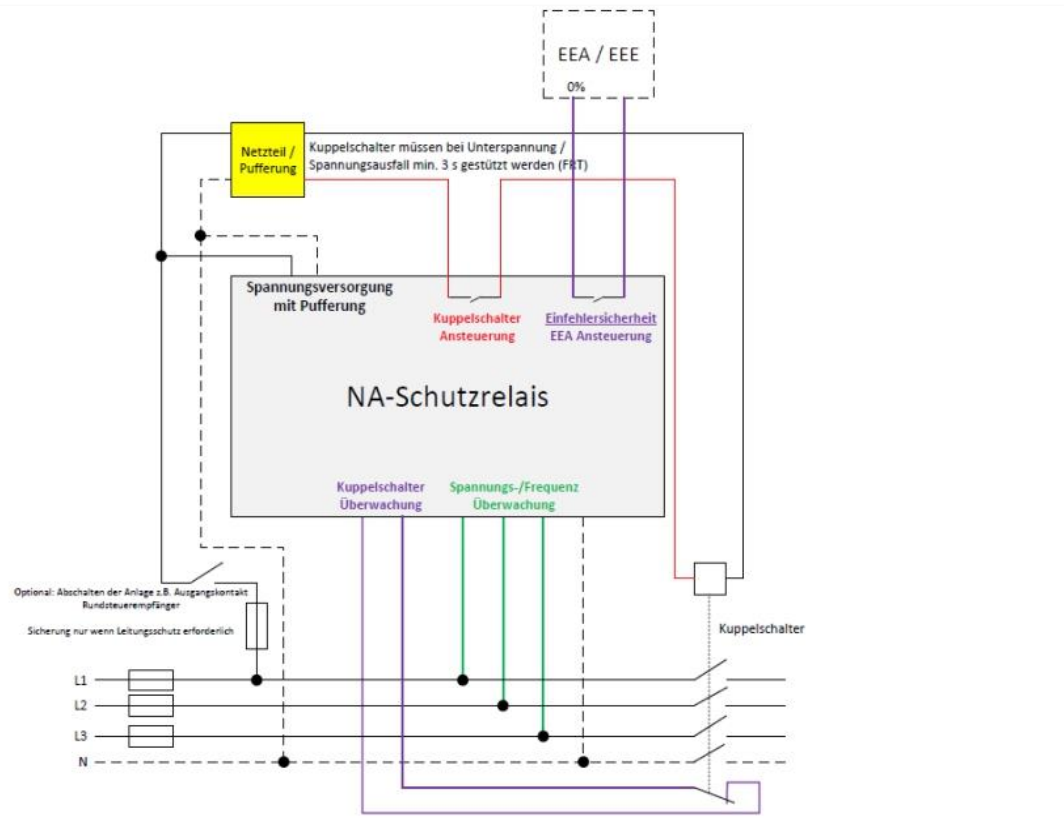 EEA / EEE
0%
Netzteil /
Pufferung
Kuppelschalter müssen bei Unterspannung /
Spannungsausfall min. 3 s gestützt werden (FRT)
Spannungsversorgung
mit Pufferung
Kuppelschalter
Ansteuerung
Einfehlersicherheit
EEA Ansteuerung
NA-Schutzrelais
Kuppelschalter
Überwachung
Spannungs-/Frequenz
Überwachung
Optional: Abschalten der Anlage z.B. Ausgangskontakt
Rundsteuerempfänger
Sicherung nur wenn Leitungsschutz erforderlich
Kuppelschalter
L1
L2
L3
N